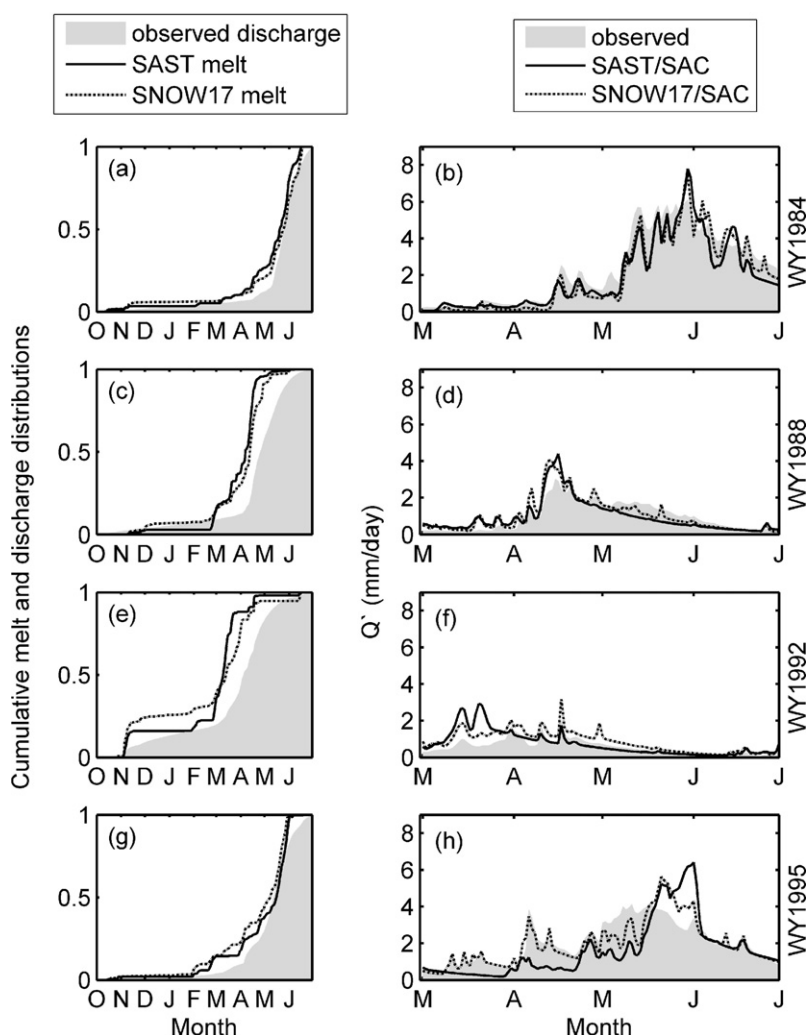 observed discharge
SAST melt
SNOW17 melt
observed
SAST/SAC
SNOW17/SAC
Cumulative melt and discharge distributions
(a)
1
0.5
0
O N D J F M A M J
(b)
8
6
4
2
0
M A M J J
WY1984
(c)
1
0.5
0
O N D J F M A M J
Q` (mm/day)
(d)
8
6
4
2
0
M A M J J
WY1988
(e)
1
0.5
0
O N D J F M A M J
(f)
8
6
4
2
0
M A M J J
WY1992
(g)
1
0.5
0
O N D J F M A M J
Month
(h)
8
6
4
2
0
M A M J J
Month
WY1995